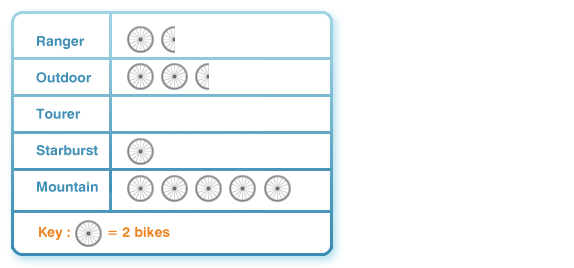 Ranger
Outdoor
Tourer
Starburst
Mountain
Key : = 2 bikes